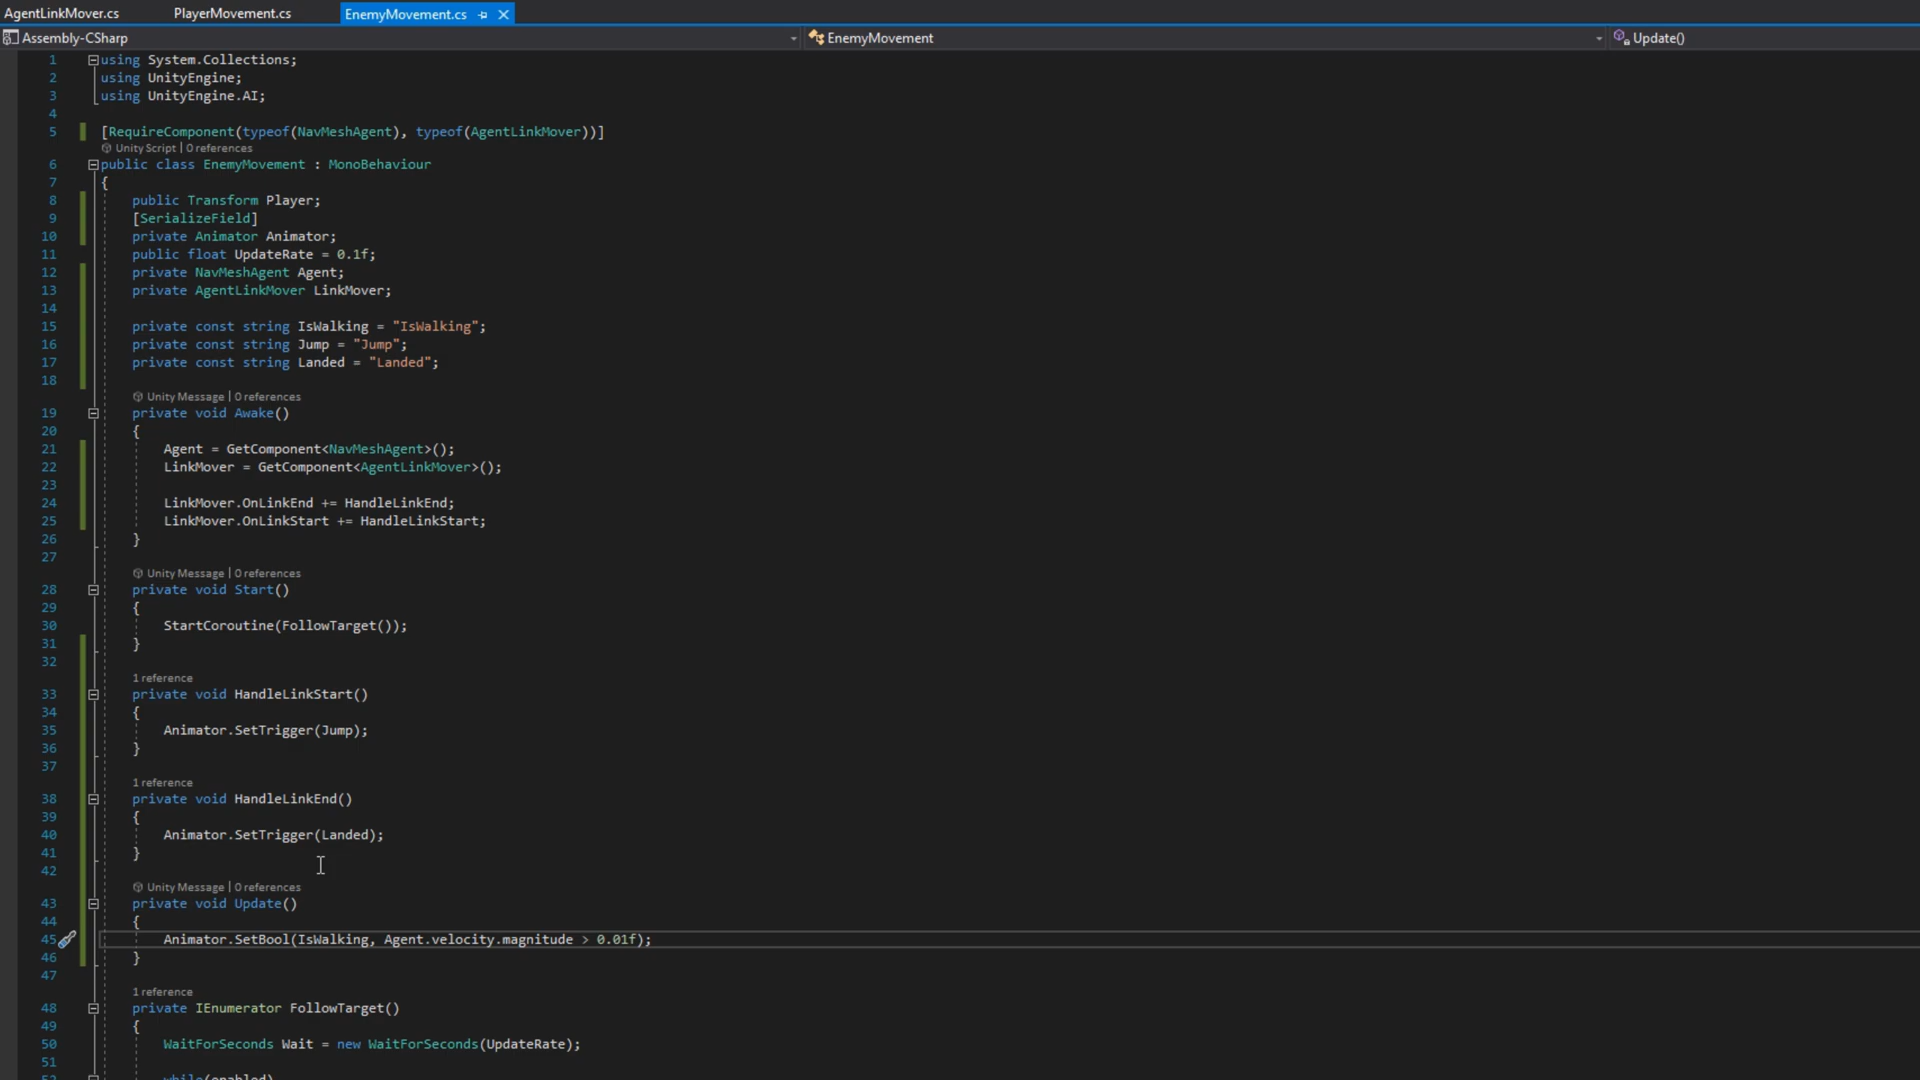 AgentLinkMover.cs PlayerMovement.cs EnemyMovement.cs
Assembly-CSharp EnemyMovement Update()
1 using System.Collections;
2 using UnityEngine;
3 using UnityEngine.AI;
4
5 [RequireComponent(typeof(NavMeshAgent), typeof(AgentLinkMover))]
Unity Script | 0 references
6 public class EnemyMovement : MonoBehaviour
7 {
8 public Transform Player;
9 [SerializeField]
10 private Animator Animator;
11 public float UpdateRate = 0.1f;
12 private NavMeshAgent Agent;
13 private AgentLinkMover LinkMover;
14
15 private const string IsWalking = "IsWalking";
16 private const string Jump = "Jump";
17 private const string Landed = "Landed";
18
Unity Message | 0 references
19 private void Awake()
20 {
21 Agent = GetComponent<NavMeshAgent>();
22 LinkMover = GetComponent<AgentLinkMover>();
23
24 LinkMover.OnLinkEnd += HandleLinkEnd;
25 LinkMover.OnLinkStart += HandleLinkStart;
26 }
27
Unity Message | 0 references
28 private void Start()
29 {
30 StartCoroutine(FollowTarget());
31 }
32
1 reference
33 private void HandleLinkStart()
34 {
35 Animator.SetTrigger(Jump);
36 }
37
1 reference
38 private void HandleLinkEnd()
39 {
40 Animator.SetTrigger(Landed);
41 }
42
Unity Message | 0 references
43 private void Update()
44 {
45 Animator.SetBool(IsWalking, Agent.velocity.magnitude > 0.01f);
46 }
47
1 reference
48 private IEnumerator FollowTarget()
49 {
50 WaitForSeconds Wait = new WaitForSeconds(UpdateRate);
51
52 while(enabled)